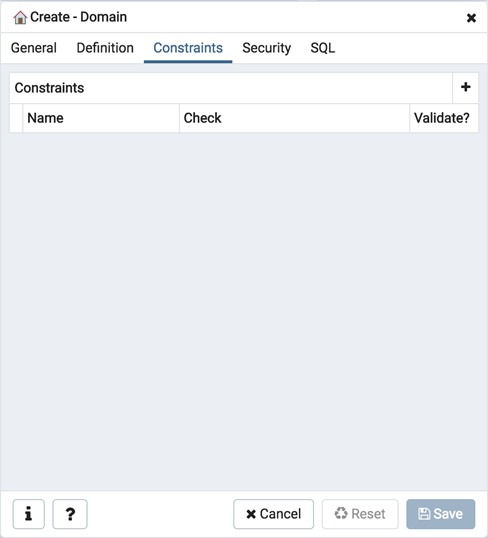 Create - Domain
General Definition Constraints Security SQL
Constraints
Name Check Validate?
i ? Cancel Reset Save